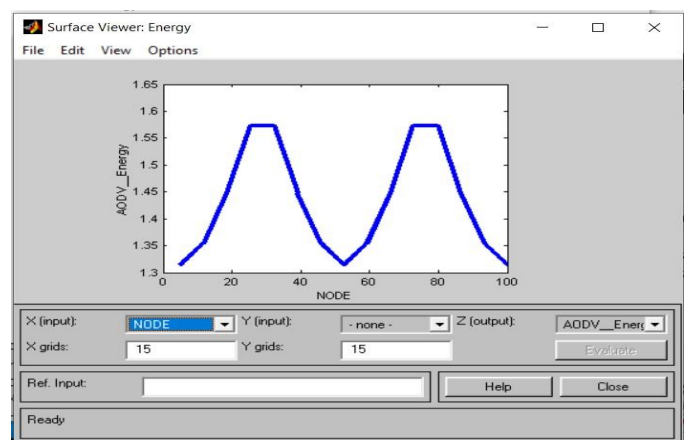 Surface Viewer: Energy
File Edit View Options
1.65
1.6
1.55
1.5
1.45
1.4
1.35
1.3
AODV__Energy
0 20 40 60 80 100
NODE
X (input): NODE Y (input): - none - Z (output): AODV__Energ
X grids: 15 Y grids: 15 Evaluate
Ref. Input: Help Close
Ready